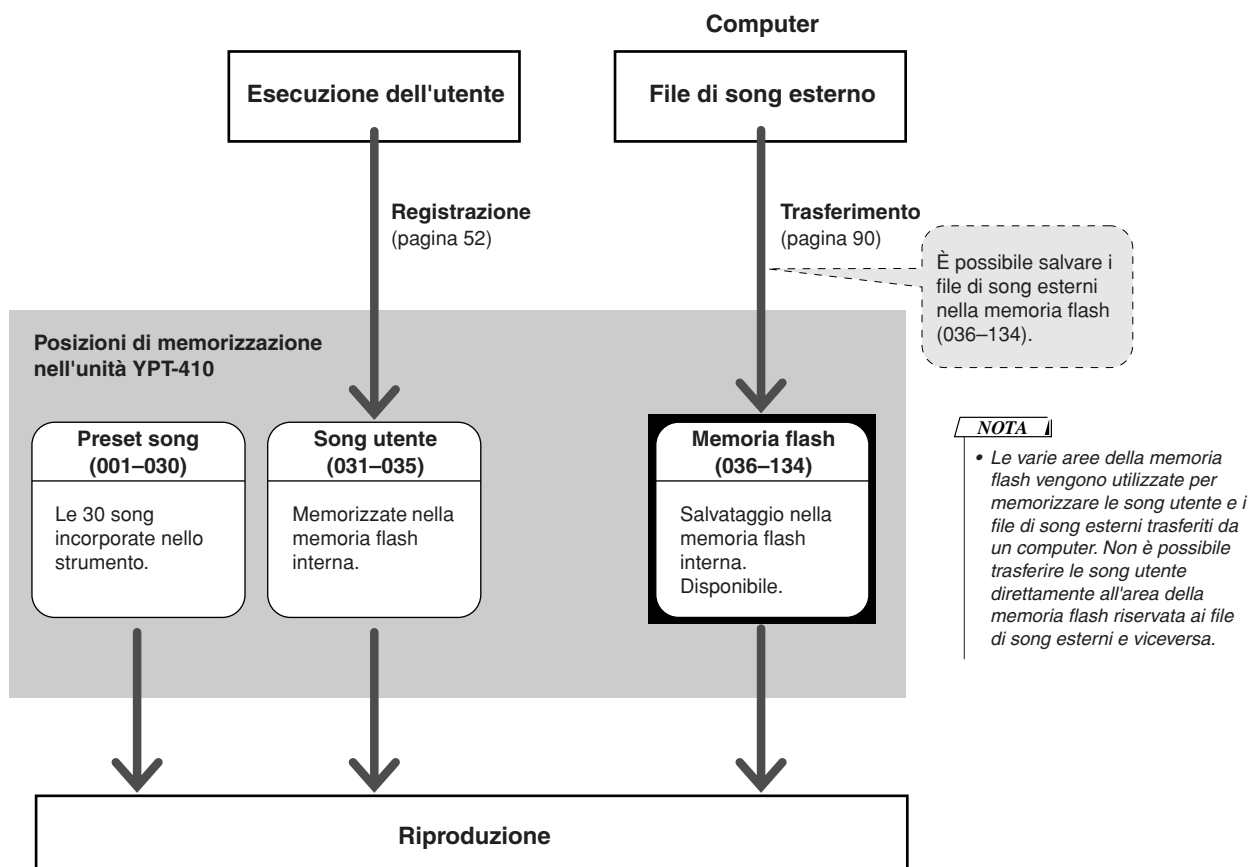 Computer
Esecuzione dell'utente
File di song esterno
Registrazione
(pagina 52)
Trasferimento
(pagina 90)
È possibile salvare i
file di song esterni
nella memoria flash
(036–134).
Posizioni di memorizzazione
nell'unità YPT-410
Preset song
(001–030)
Le 30 song
incorporate nello
strumento.
Song utente
(031–035)
Memorizzate nella
memoria flash
interna.
Memoria flash
(036–134)
Salvataggio nella
memoria flash
interna.
Disponibile.
NOTA
• Le varie aree della memoria
flash vengono utilizzate per
memorizzare le song utente e i
file di song esterni trasferiti da
un computer. Non è possibile
trasferire le song utente
direttamente all'area della
memoria flash riservata ai file
di song esterni e viceversa.
Riproduzione